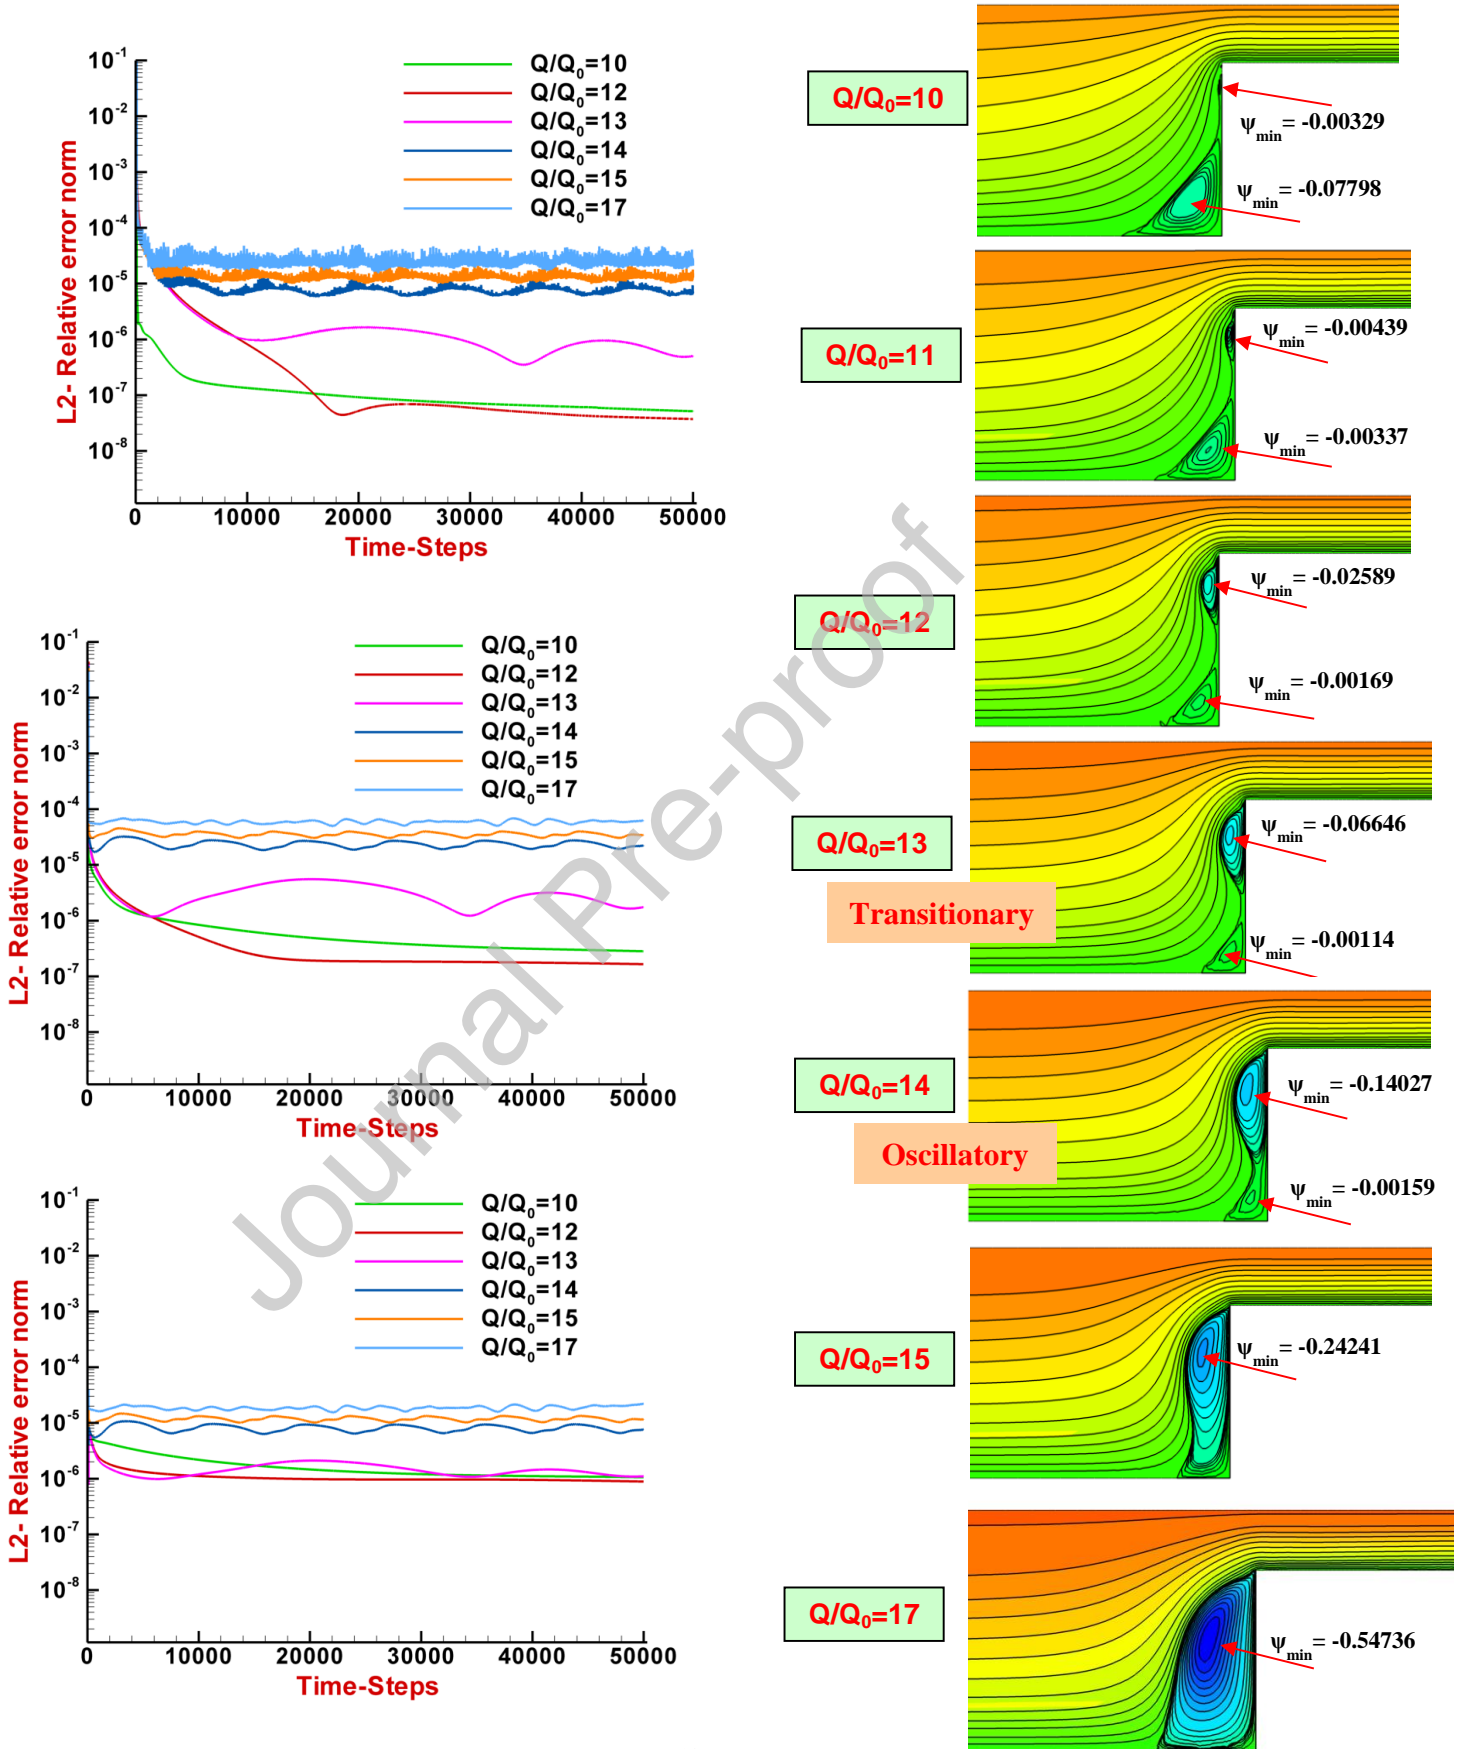 10-1
10-2
10-3
10-4
10-5
10-6
10-7
10-8
L2- Relative error norm
Q/Q0=10
Q/Q0=12
Q/Q0=13
Q/Q0=14
Q/Q0=15
Q/Q0=17
0 10000 20000 30000 40000 50000
Time-Steps
10-1
10-2
10-3
10-4
10-5
10-6
10-7
10-8
L2- Relative error norm
Q/Q0=10
Q/Q0=12
Q/Q0=13
Q/Q0=14
Q/Q0=15
Q/Q0=17
0 10000 20000 30000 40000 50000
Time-Steps
10-1
10-2
10-3
10-4
10-5
10-6
10-7
10-8
L2- Relative error norm
Q/Q0=10
Q/Q0=12
Q/Q0=13
Q/Q0=14
Q/Q0=15
Q/Q0=17
0 10000 20000 30000 40000 50000
Time-Steps
Q/Q0=10
ψmin= -0.00329
ψmin= -0.07798
Q/Q0=11
ψmin= -0.00439
ψmin= -0.00337
Q/Q0=12
ψmin= -0.02589
ψmin= -0.00169
Q/Q0=13
Transitionary
ψmin= -0.06646
ψmin= -0.00114
Q/Q0=14
Oscillatory
ψmin= -0.14027
ψmin= -0.00159
Q/Q0=15
ψmin= -0.24241
Q/Q0=17
ψmin= -0.54736
Journal Pre-proof